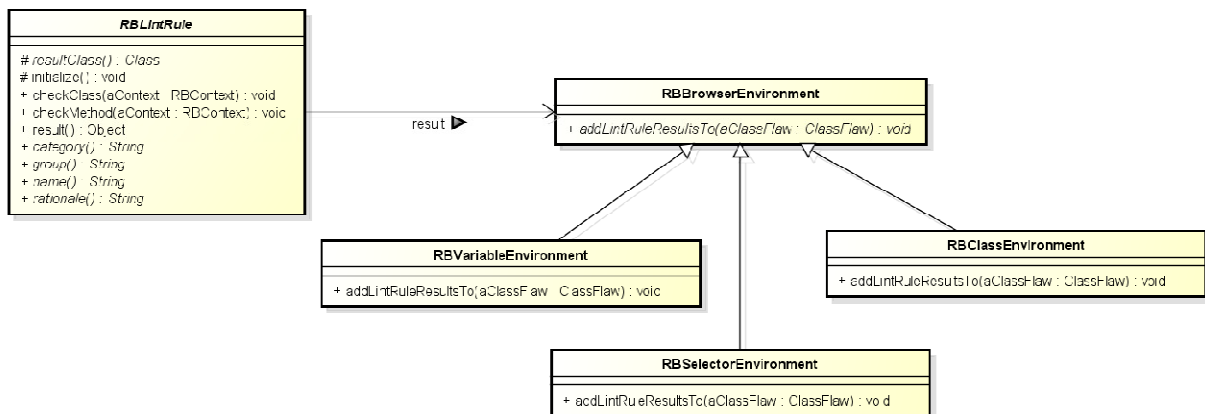 RBLintRule
# resultClass() : Class
# initialize() : void
+ checkClass(aContext : RBContext) : void
+ checkMethod(aContext : RBContext) : void
+ result() : Object
+ category() : String
+ group() : String
+ name() : String
+ rationale() : String
resut
RBBrowserEnvironment
+ addLintRuleResultsTo(aClassFlaw : ClassFlaw) : void
RBVariableEnvironment
+ addLintRuleResultsTo(aClassFlaw : ClassFlaw) : void
RBClassEnvironment
+ addLintRuleResultsTo(aClassFlaw : ClassFlaw) : void
RBSelectorEnvironment
+ addLintRuleResultsTo(aClassFlaw : ClassFlaw) : void